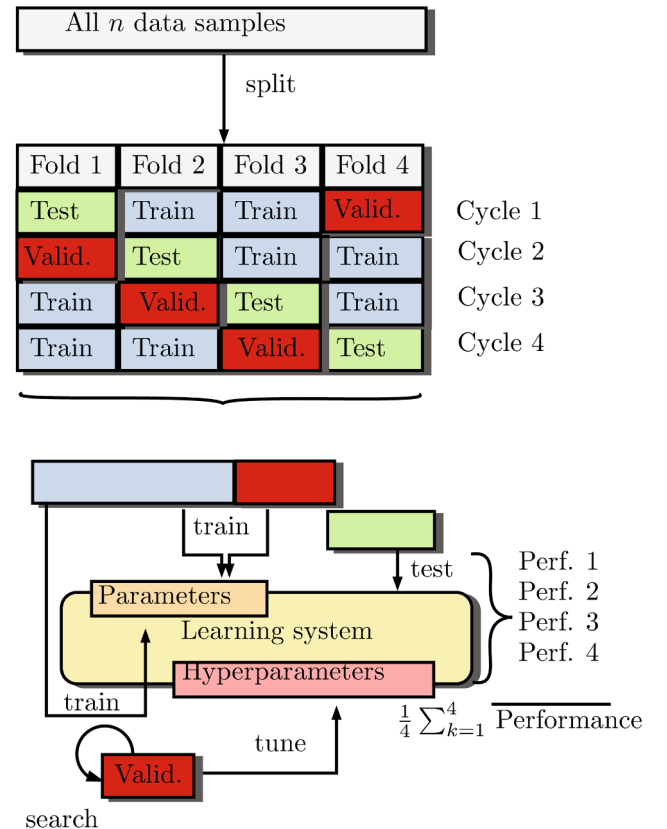 All n data samples
split
Fold 1 Fold 2 Fold 3 Fold 4
Test Train Train Valid. Cycle 1
Valid. Test Train Train Cycle 2
Train Valid. Test Train Cycle 3
Train Train Valid. Test Cycle 4
train
test
Perf. 1
Perf. 2
Perf. 3
Perf. 4
Parameters
Learning system
Hyperparameters
train
1/4 ∑_{k=1}^{4} Performance
tune
Valid.
search